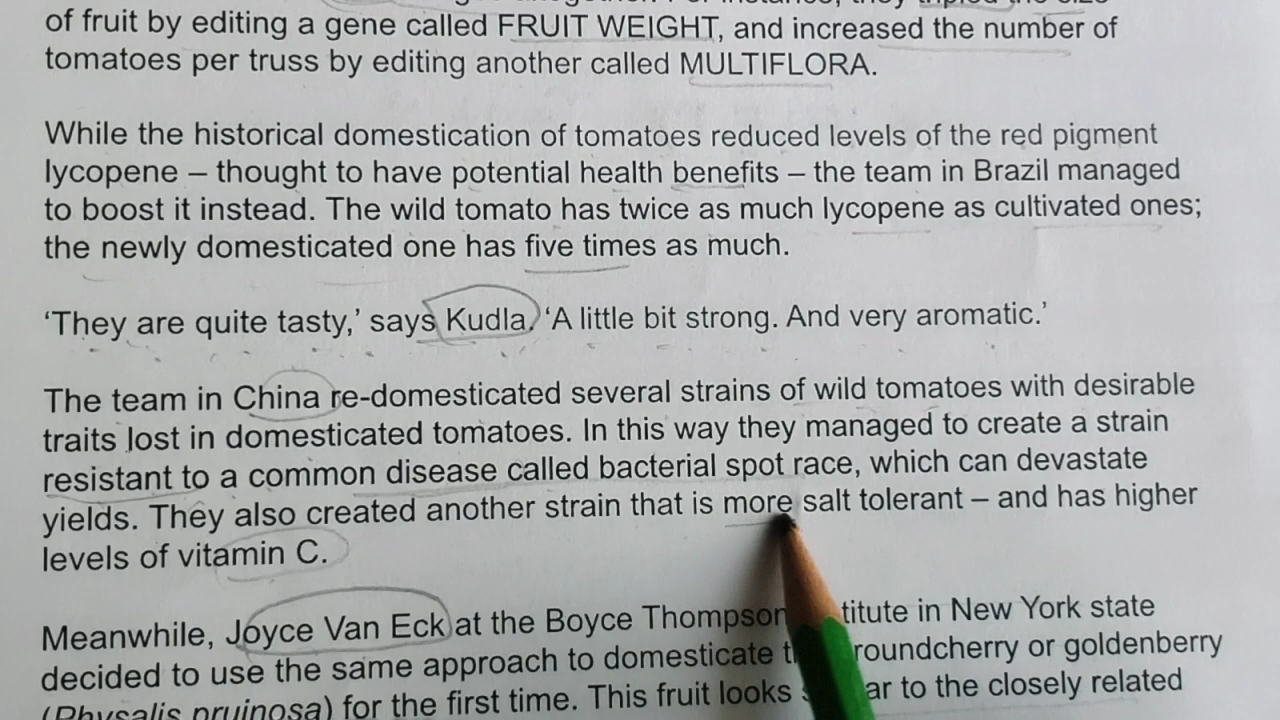 of fruit by editing a gene called FRUIT WEIGHT, and increased the number of
tomatoes per truss by editing another called MULTIFLORA.
While the historical domestication of tomatoes reduced levels of the red pigment
lycopene – thought to have potential health benefits – the team in Brazil managed
to boost it instead. The wild tomato has twice as much lycopene as cultivated ones;
the newly domesticated one has five times as much.
‘They are quite tasty,’ says Kudla. ‘A little bit strong. And very aromatic.’
The team in China re-domesticated several strains of wild tomatoes with desirable
traits lost in domesticated tomatoes. In this way they managed to create a strain
resistant to a common disease called bacterial spot race, which can devastate
yields. They also created another strain that is more salt tolerant – and has higher
levels of vitamin C.
Meanwhile, Joyce Van Eck at the Boyce Thompson titute in New York state
decided to use the same approach to domesticate roundcherry or goldenberry
(Physalis pruinosa) for the first time. This fruit looks ar to the closely related